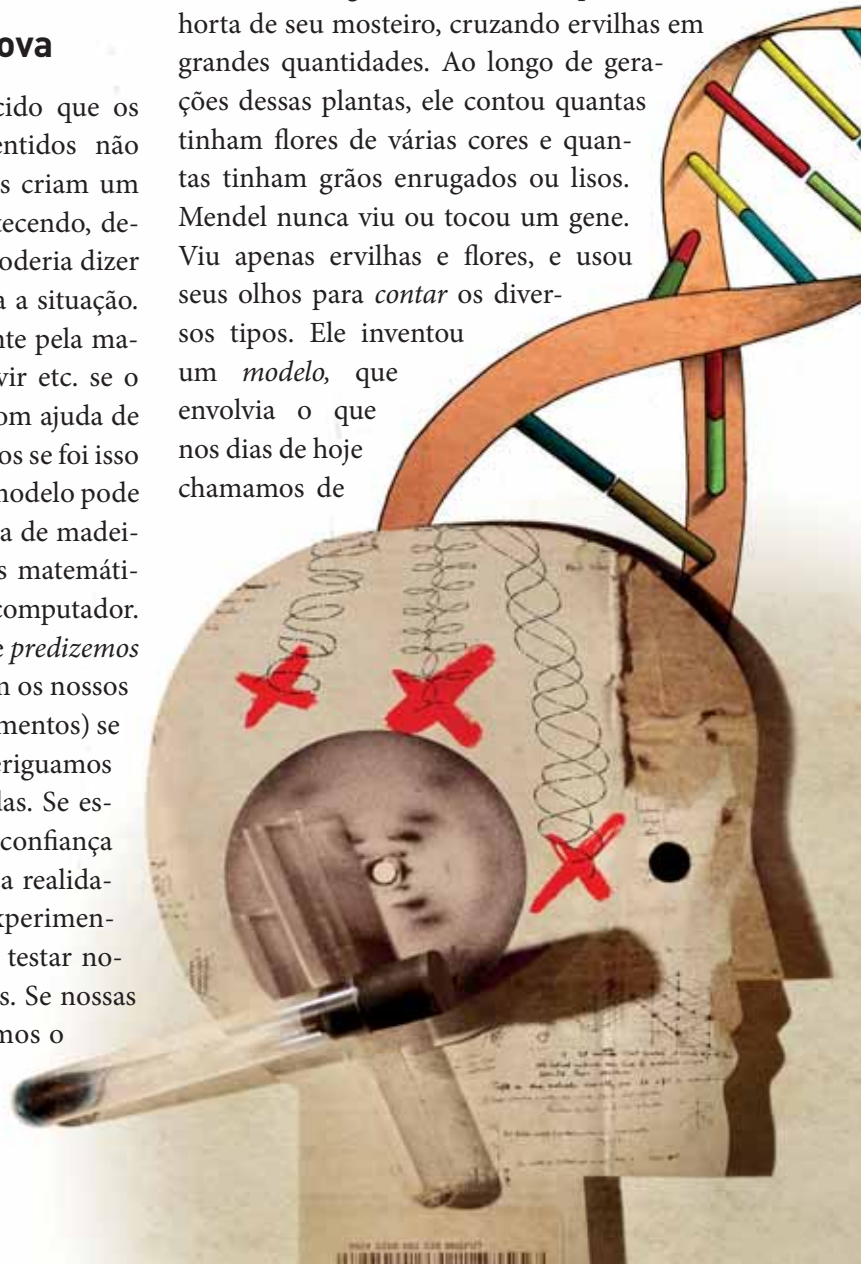 ova
cido que os
entidos não
s criam um
tecendo, de-
oderia dizer
a a situação.
nte pela ma-
vir etc. se o
om ajuda de
os se foi isso
modelo pode
a de madei-
s matemáti-
computador.
e predizemos
m os nossos
mentos) se
eriguamos
las. Se es-
confiança
a realida-
xperimen-
testar no-
s. Se nossas
mos o
horta de seu mosteiro, cruzando ervilhas em
grandes quantidades. Ao longo de gera-
ções dessas plantas, ele contou quantas
tinham flores de várias cores e quan-
tas tinham grãos enrugados ou lisos.
Mendel nunca viu ou tocou um gene.
Viu apenas ervilhas e flores, e usou
seus olhos para contar os diver-
sos tipos. Ele inventou
um modelo, que
envolvia o que
nos dias de hoje
chamamos de